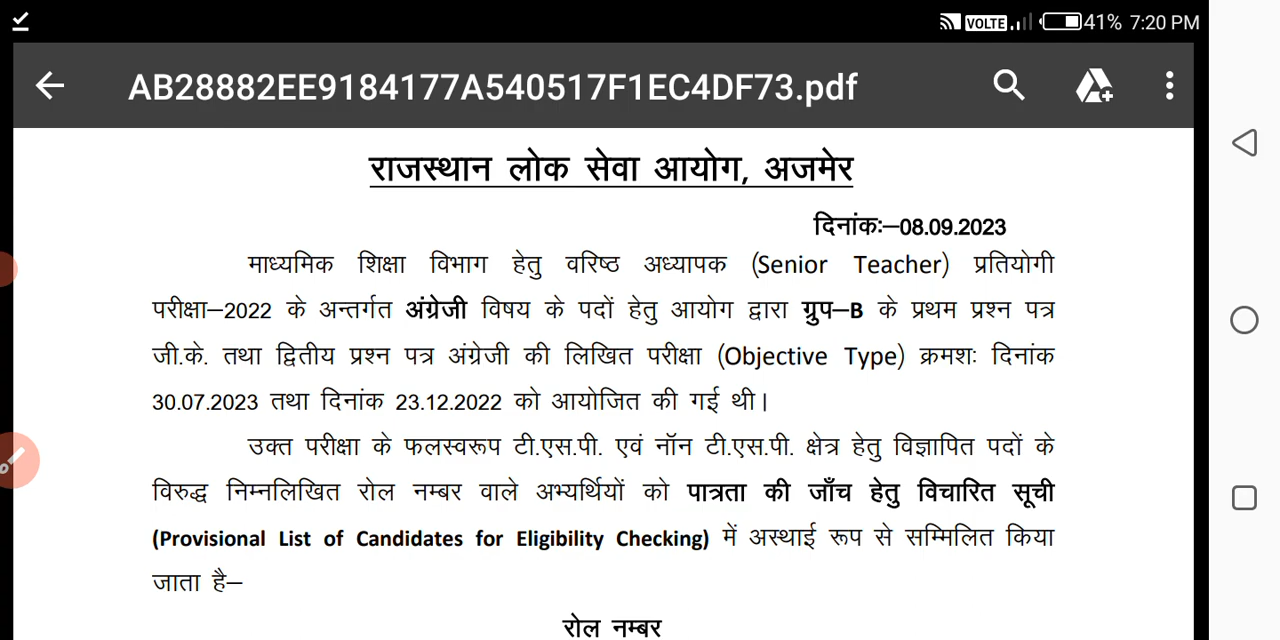 VOLTE 41% 7:20 PM
AB28882EE9184177A540517F1EC4DF73.pdf
राजस्थान लोक सेवा आयोग, अजमेर
दिनांकः–08.09.2023
माध्यमिक शिक्षा विभाग हेतु वरिष्ठ अध्यापक (Senior Teacher) प्रतियोगी
परीक्षा–2022 के अन्तर्गत अंग्रेजी विषय के पदों हेतु आयोग द्वारा ग्रुप–B के प्रथम प्रश्न पत्र
जी.के. तथा द्वितीय प्रश्न पत्र अंग्रेजी की लिखित परीक्षा (Objective Type) क्रमशः दिनांक
30.07.2023 तथा दिनांक 23.12.2022 को आयोजित की गई थी।
उक्त परीक्षा के फलस्वरूप टी.एस.पी. एवं नॉन टी.एस.पी. क्षेत्र हेतु विज्ञापित पदों के
विरुद्ध निम्नलिखित रोल नम्बर वाले अभ्यर्थियों को पात्रता की जाँच हेतु विचारित सूची
(Provisional List of Candidates for Eligibility Checking) में अस्थाई रूप से सम्मिलित किया
जाता है–
रोल नम्बर